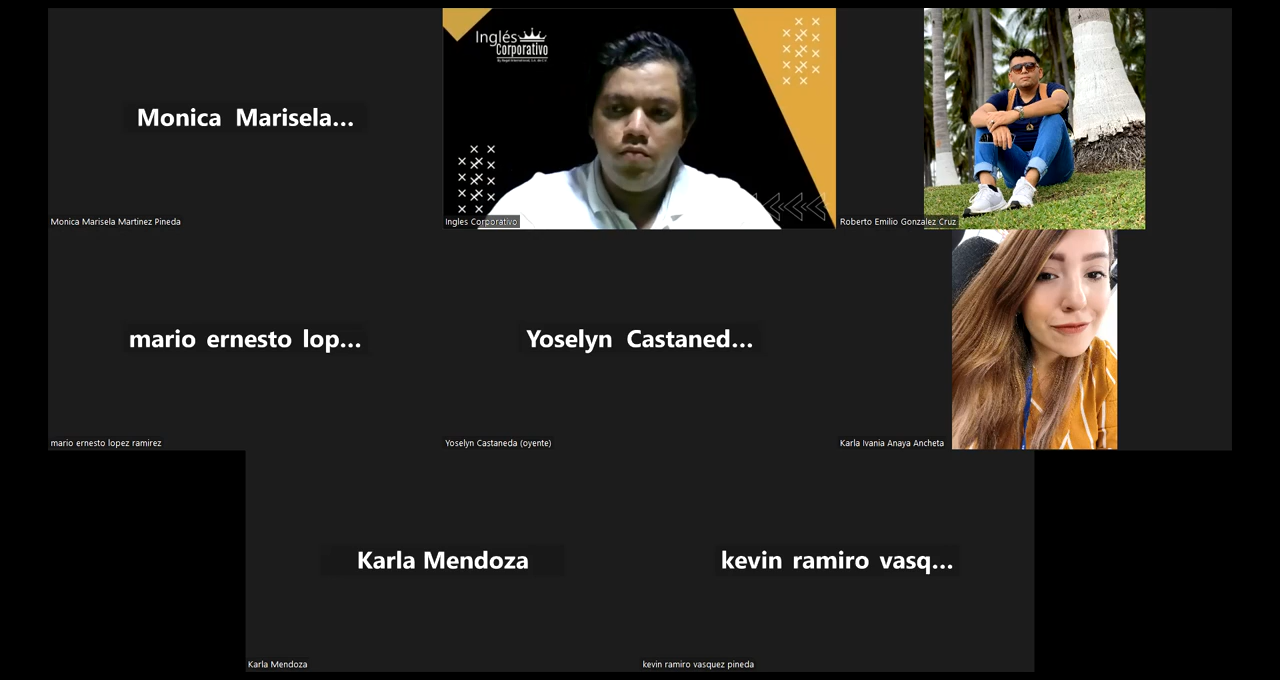 Monica Marisela...
Monica Marisela Martinez Pineda
Inglés
Corporativo
Ingles Corporativo
Roberto Emilio Gonzalez Cruz
mario ernesto lop...
mario ernesto lopez ramirez
Yoselyn Castaned...
Yoselyn Castaneda (oyente)
Karla Ivania Anaya Ancheta
Karla Mendoza
Karla Mendoza
kevin ramiro vasq...
kevin ramiro vasquez pineda